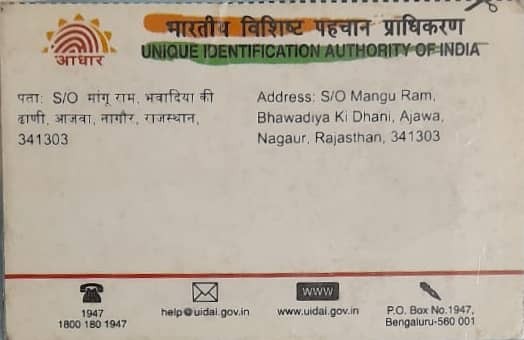 भारतीय विशिष्ट पहचान प्राधिकरण
UNIQUE IDENTIFICATION AUTHORITY OF INDIA
आधार
पता: S/O मांगू राम, भवादिया की
ढाणी, आजवा, नागौर, राजस्थान,
341303
Address: S/O Mangu Ram,
Bhawadiya Ki Dhani, Ajawa,
Nagaur, Rajasthan, 341303
1947
1800 180 1947
help@uidai.gov.in
www
www.uidai.gov.in
P.O. Box No.1947,
Bengaluru-560 001